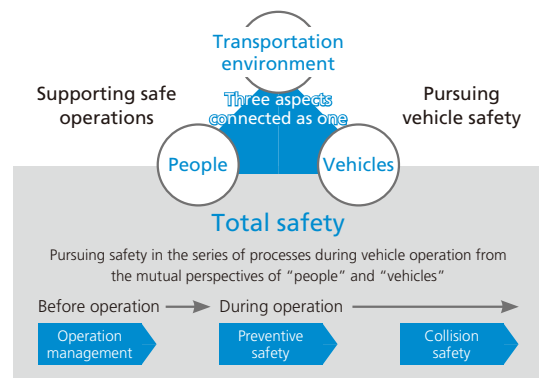 Transportation
environment
Supporting safe
operations
Three aspects
connected as one
Pursuing
vehicle safety
People
Vehicles
Total safety
Pursuing safety in the series of processes during vehicle operation from
the mutual perspectives of “people” and “vehicles”
Before operation
During operation
Operation
management
Preventive
safety
Collision
safety